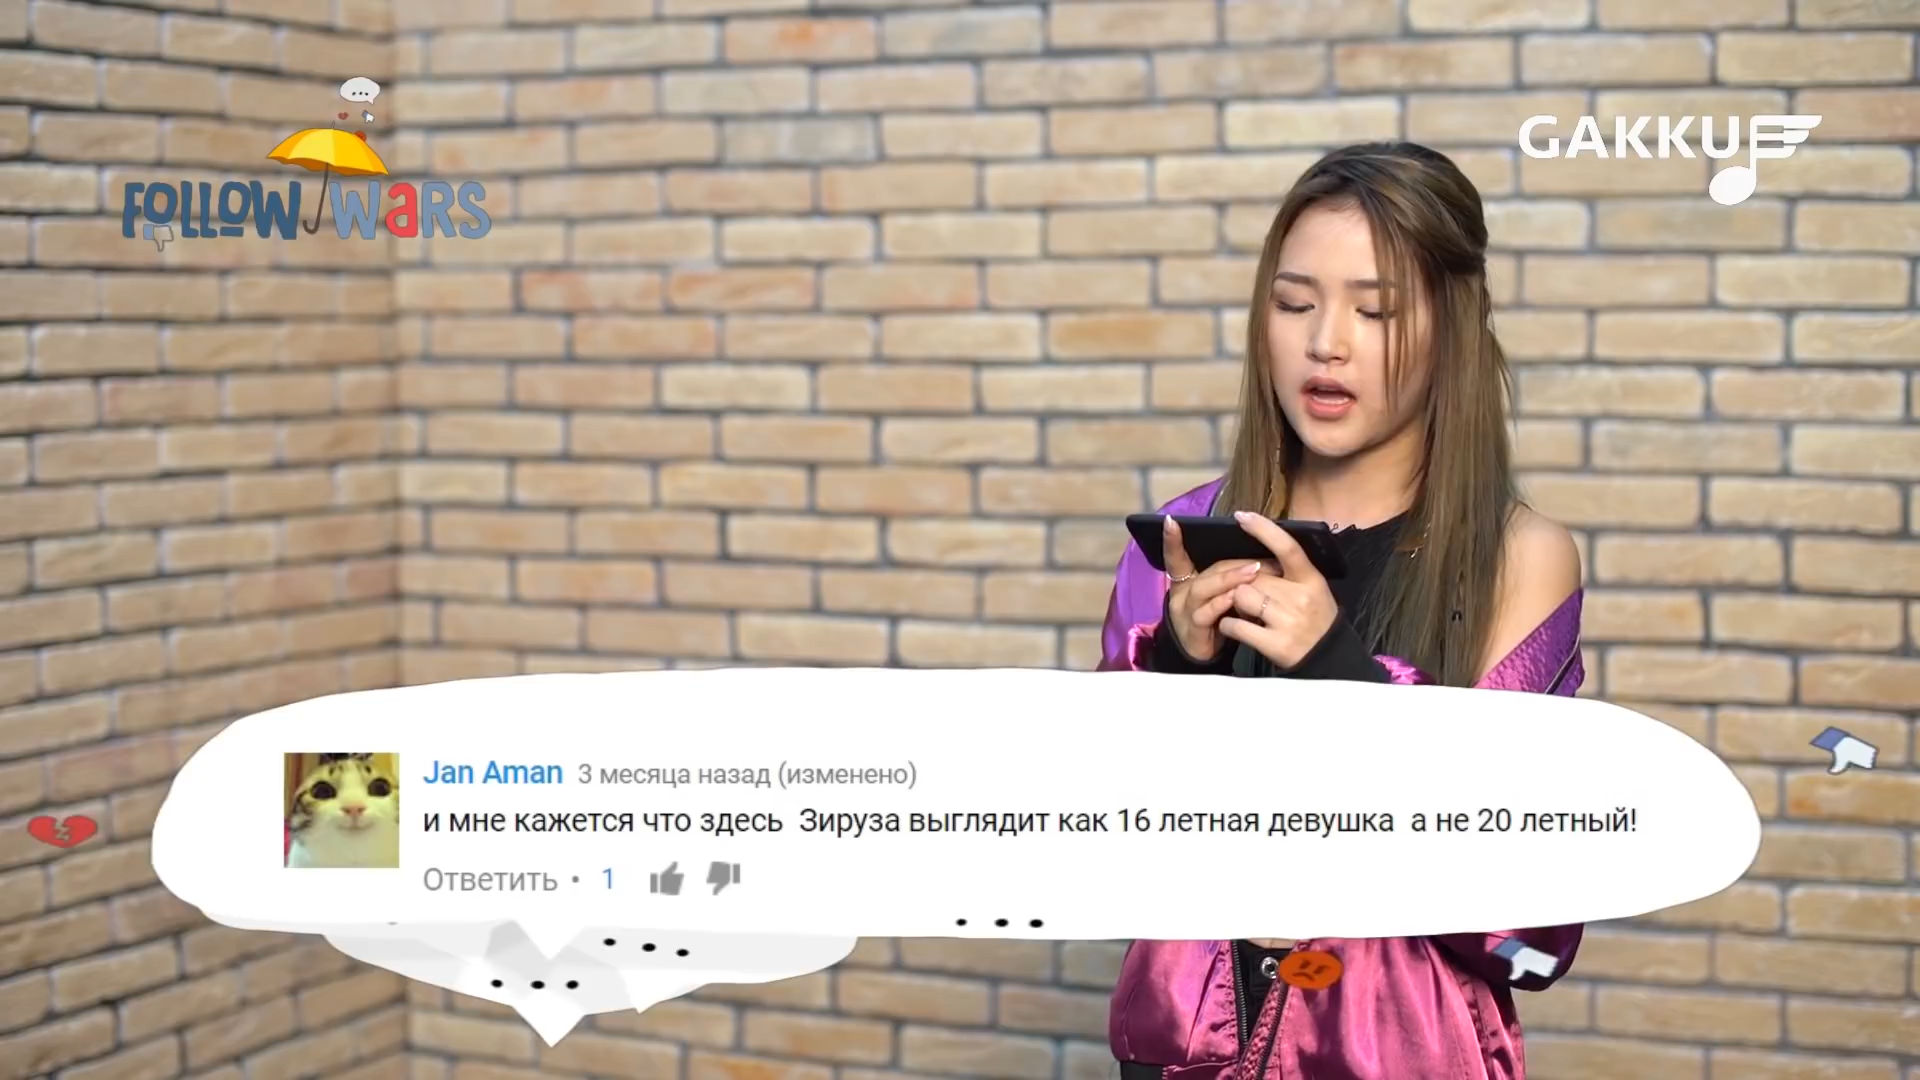 FOLLOW WARS
GAKKU
Jan Aman 3 месяца назад (изменено)
и мне кажется что здесь Зируза выглядит как 16 летная девушка а не 20 летный!
Ответить • 1